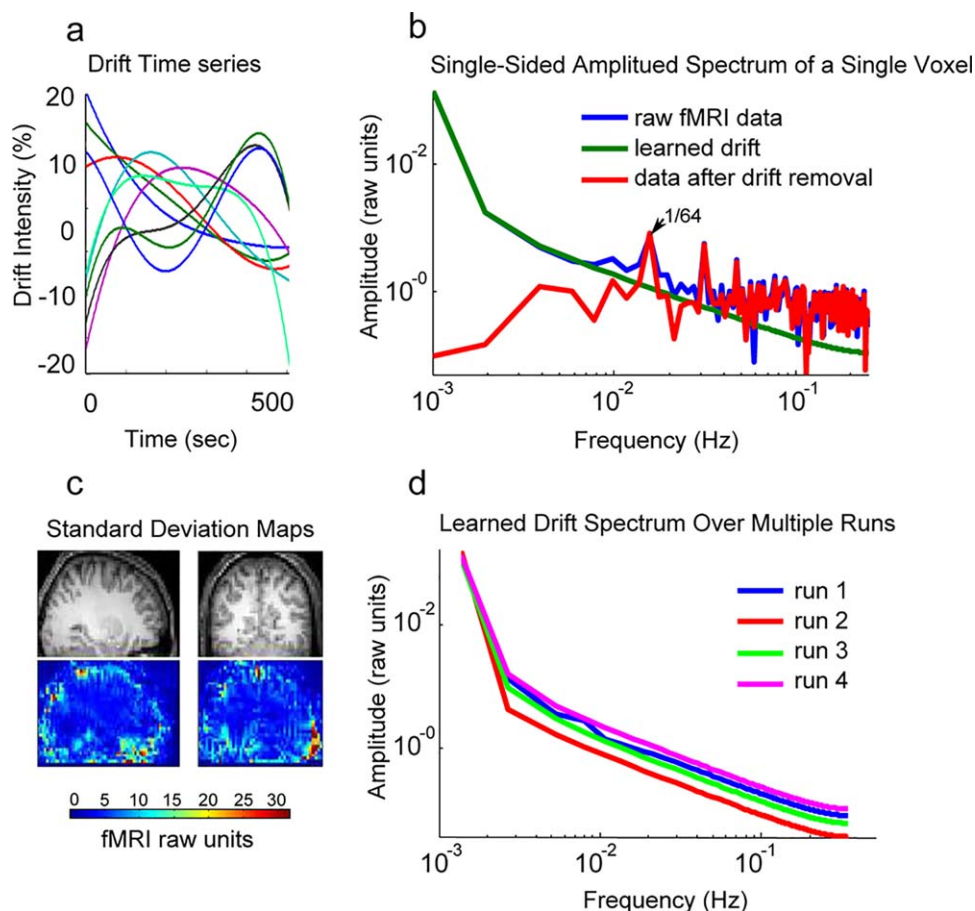 a
Drift Time series
Drift Intensity (%)
20
10
0
-10
-20
0
500
Time (sec)
b
Single-Sided Amplitued Spectrum of a Single Voxel
raw fMRI data
learned drift
data after drift removal
1/64
Amplitude (raw units)
10-2
10-0
10-3
10-2
10-1
Frequency (Hz)
c
Standard Deviation Maps
0 5 10 15 20 25 30
fMRI raw units
d
Learned Drift Spectrum Over Multiple Runs
run 1
run 2
run 3
run 4
Amplitude (raw units)
10-2
10-0
10-3
10-2
10-1
Frequency (Hz)